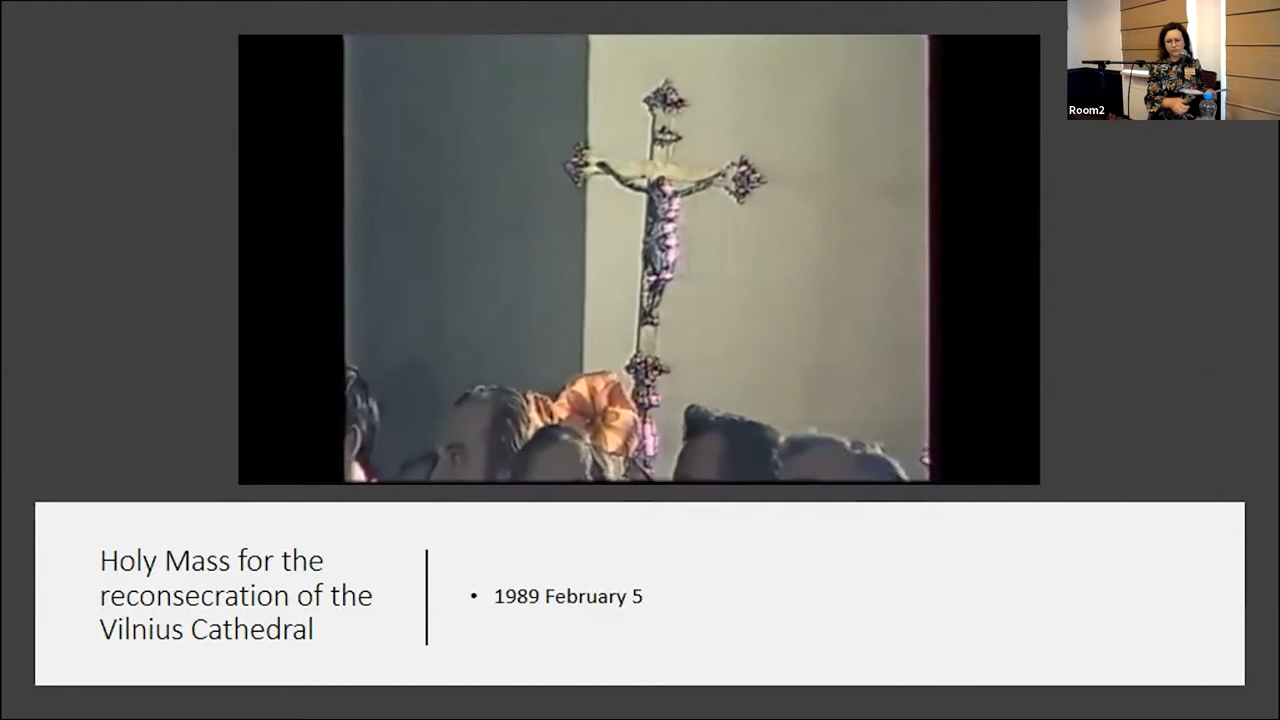 Room2
Holy Mass for the
reconsecration of the
Vilnius Cathedral
• 1989 February 5